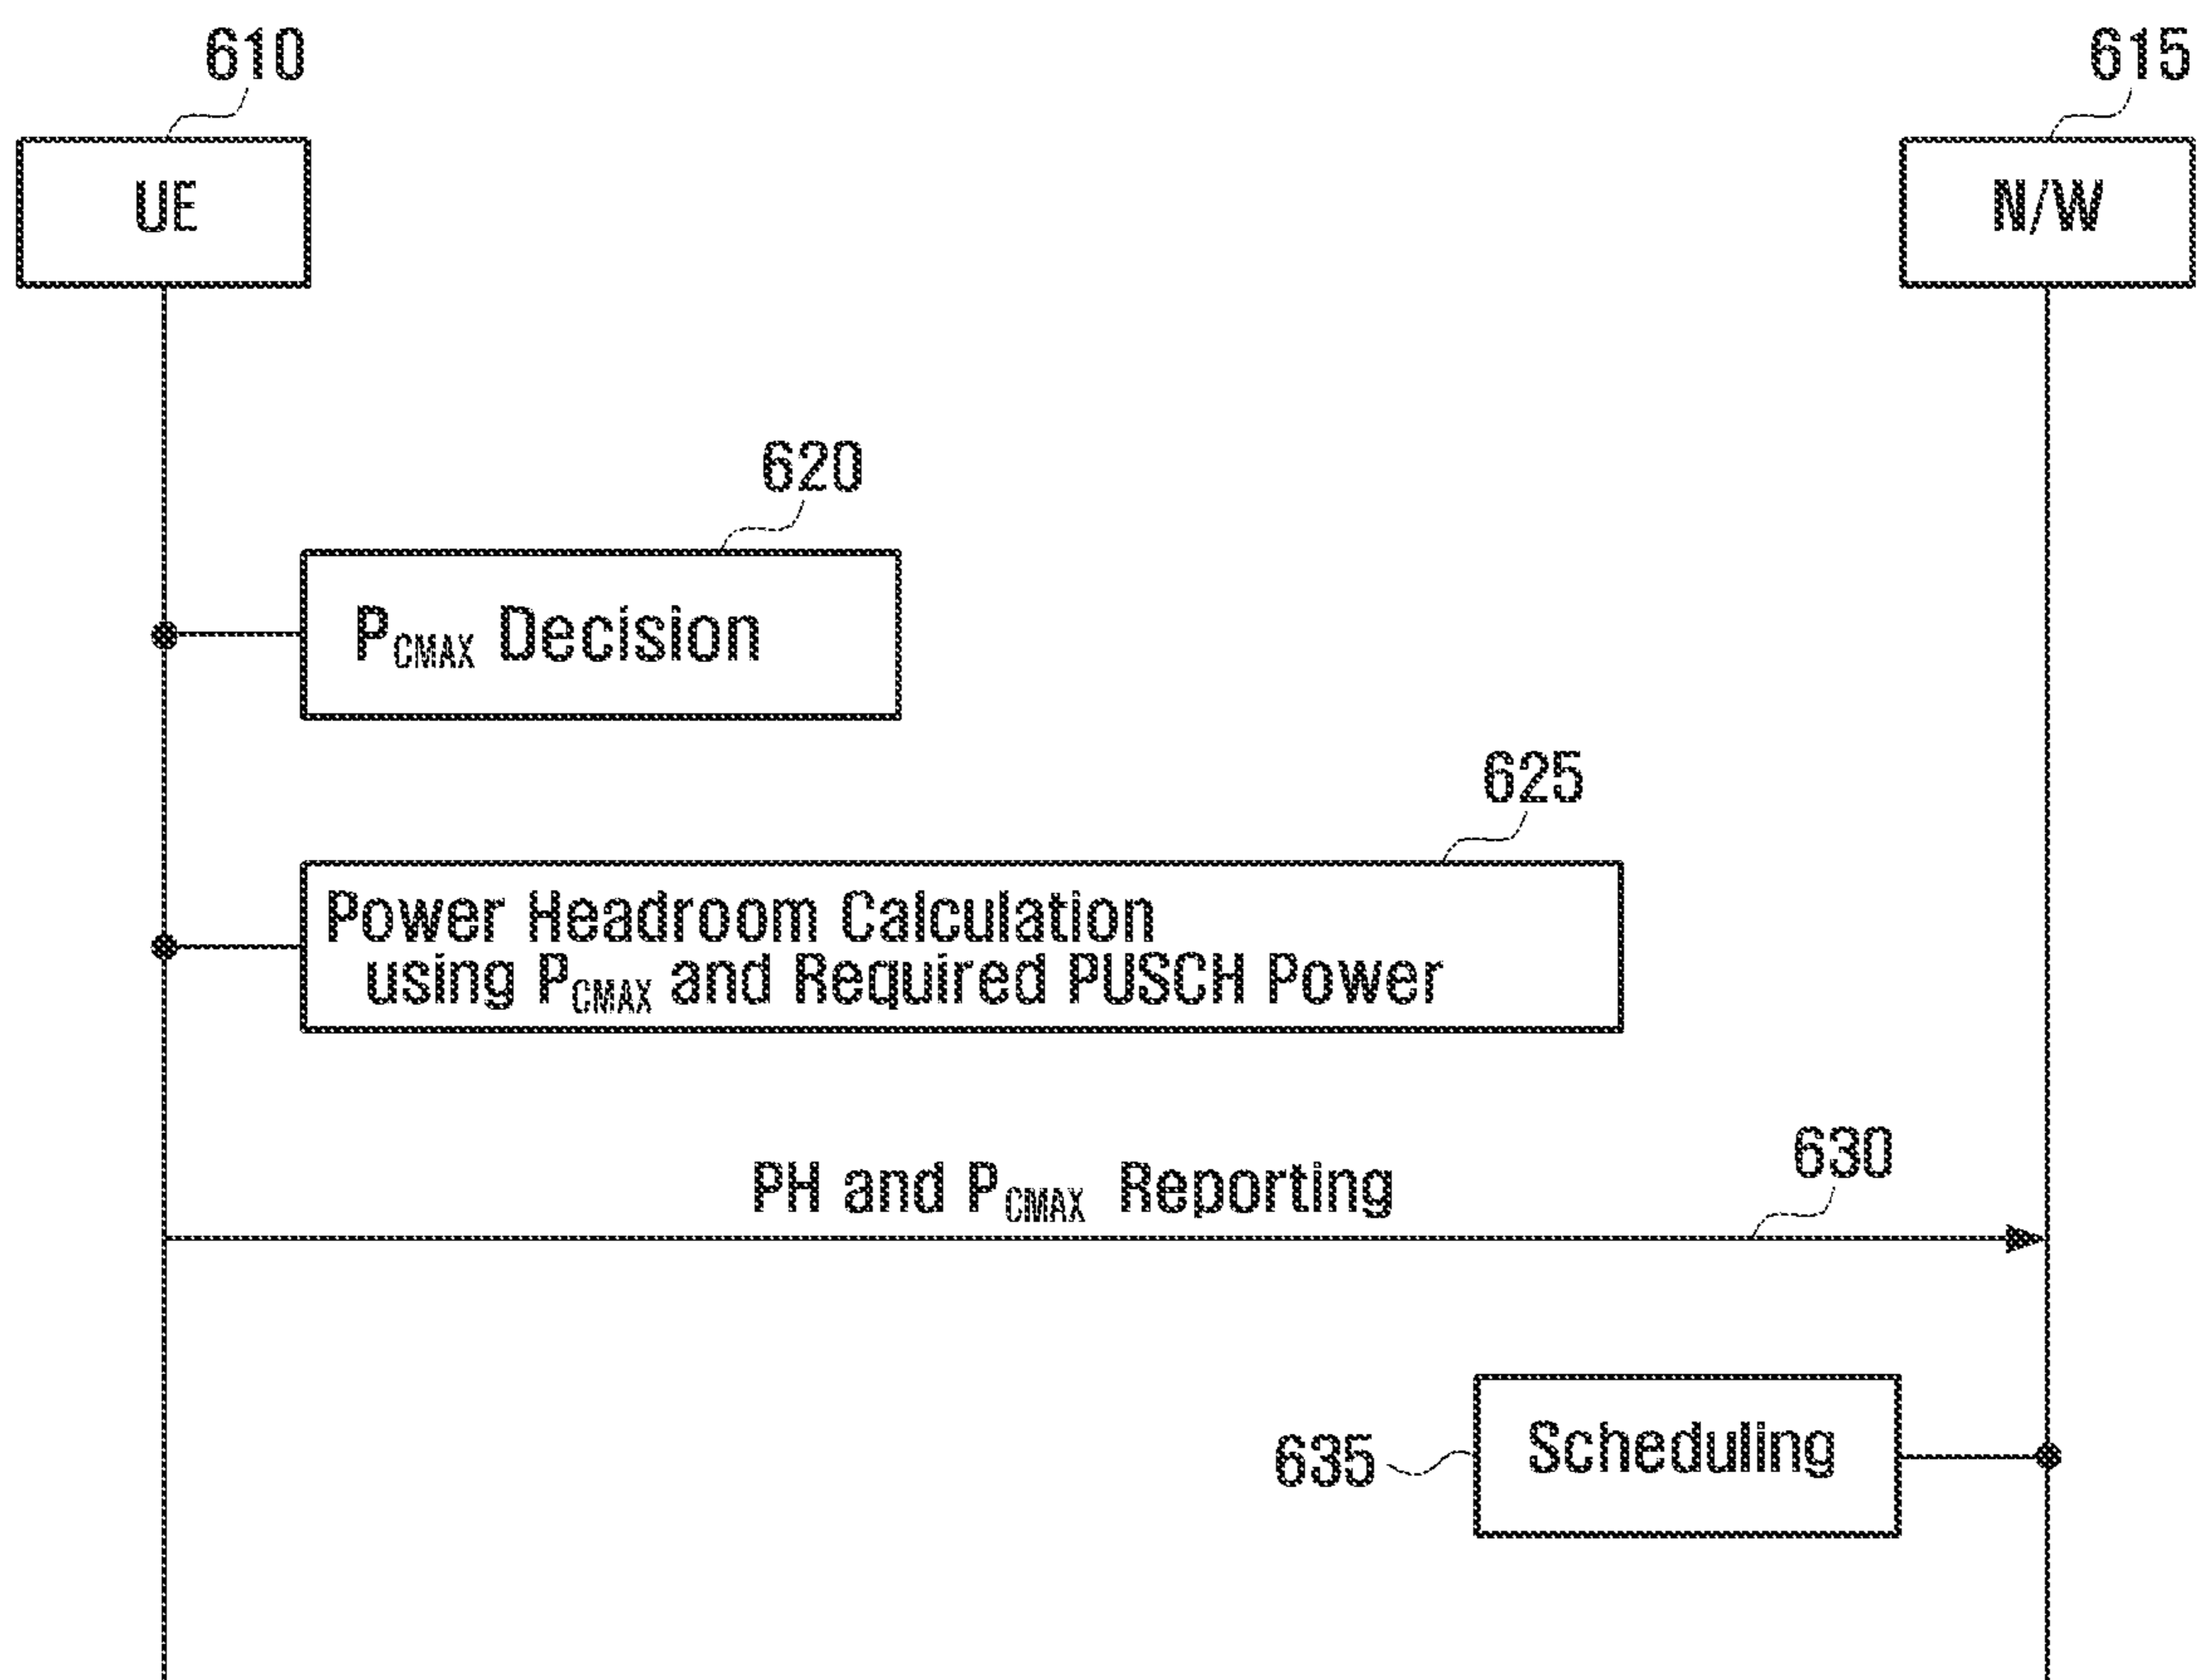 610
615
UE
N/W
620
PCMAX Decision
625
Power Headroom Calculation
using PCMAX and Required PUSCH Power
630
PH and PCMAX Reporting
635
Scheduling